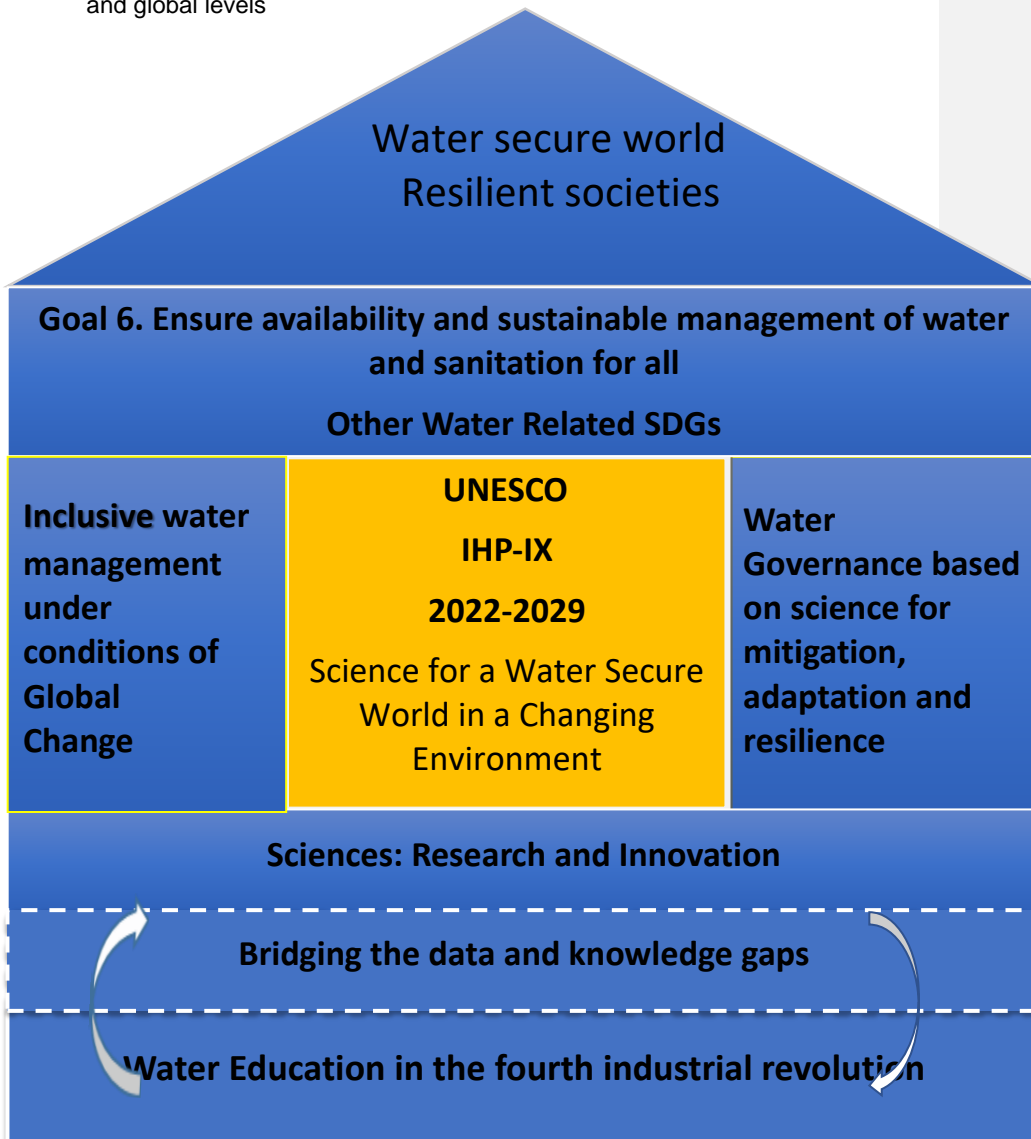 and global levels
Water secure world
Resilient societies
Goal 6. Ensure availability and sustainable management of water
and sanitation for all
Other Water Related SDGs
Inclusive water
management
under
conditions of
Global
Change
UNESCO
IHP-IX
2022-2029
Science for a Water Secure
World in a Changing
Environment
Water
Governance based
on science for
mitigation,
adaptation and
resilience
Sciences: Research and Innovation
Bridging the data and knowledge gaps
Water Education in the fourth industrial revolution